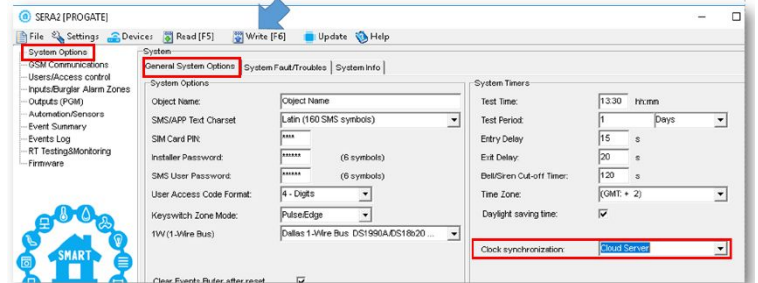 SERA2 [PROGATE]
File Settings Devices Read [F5] Write [F6] Update Help
System Options
GSM Communications
Users/Access control
Inputs/Burglar Alarm Zones
Outputs (PGM)
Automation/Sensors
Event Summary
Events Log
RT Testing&Monitoring
Firmware
SMART
System
General System Options System Fault/Troubles System Info
System Options
Object Name: Object Name
SMS/APP Text Charset Latin (160 SMS symbols)
SIM Card PIN: ****
Installer Password: ****** (6 symbols)
SMS User Password: ****** (6 symbols)
User Access Code Format: 4 - Digits
Keyswitch Zone Mode: Pulse/Edge
1W (1-Wire Bus) Dallas 1-Wire Bus DS1990A/DS18b20 ...
Clear Events Bufer after reset
System Timers
Test Time: 13:30 hh:mm
Test Period: 1 Days
Entry Delay 15 s
Exit Delay: 20 s
Bell/Siren Cut-off Timer: 120 s
Time Zone: (GMT: + 2)
Daylight saving time:
Clock synchronization: Cloud Server